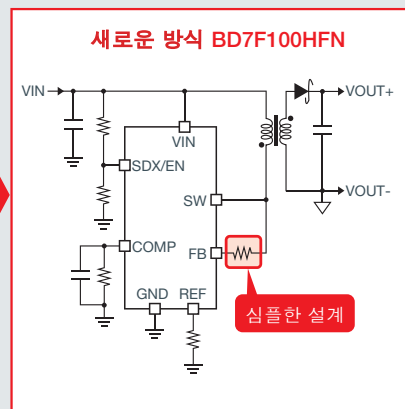 새로운 방식 BD7F100HFN
VIN
VOUT+
VIN
SDX/EN
SW
VOUT-
COMP
FB
GND REF
심플한 설계